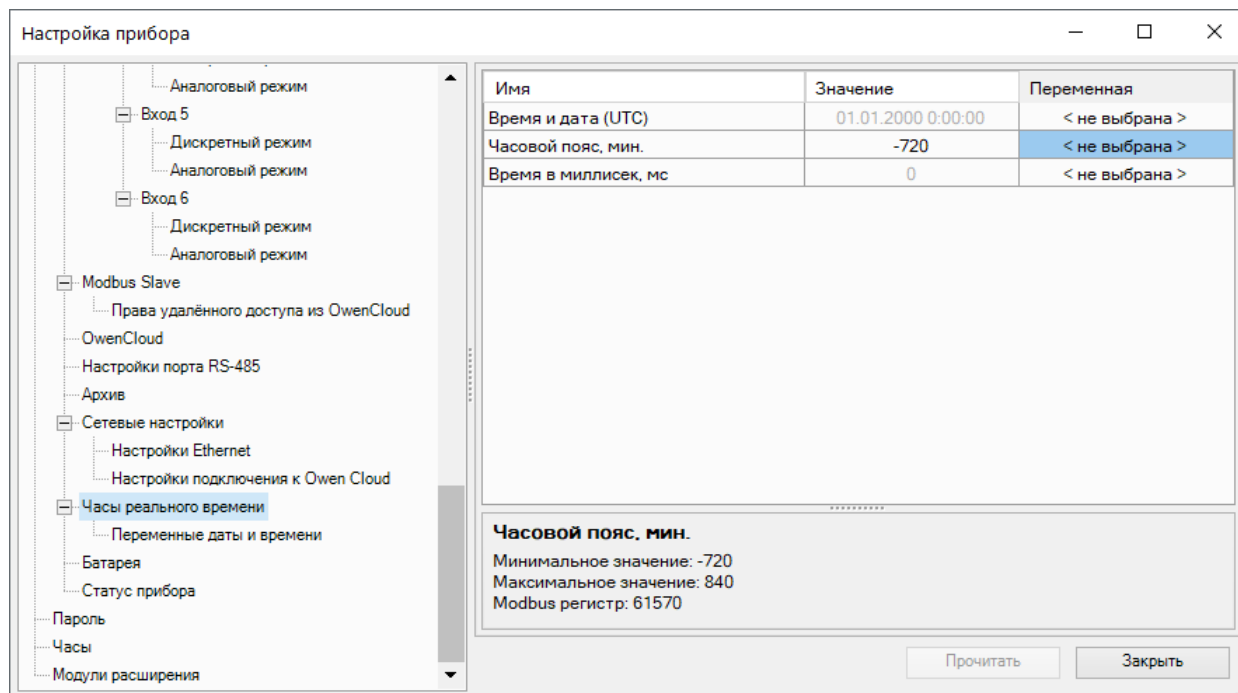 Настройка прибора
Аналоговый режим
Вход 5
Дискретный режим
Аналоговый режим
Вход 6
Дискретный режим
Аналоговый режим
Modbus Slave
Права удалённого доступа из OwenCloud
OwenCloud
Настройки порта RS-485
Архив
Сетевые настройки
Настройки Ethernet
Настройки подключения к Owen Cloud
Часы реального времени
Переменные даты и времени
Батарея
Статус прибора
Пароль
Часы
Модули расширения
Имя Значение Переменная
Время и дата (UTC) 01.01.2000 0:00:00 < не выбрана >
Часовой пояс, мин. -720 < не выбрана >
Время в миллисек, мс 0 < не выбрана >
Часовой пояс, мин.
Минимальное значение: -720
Максимальное значение: 840
Modbus регистр: 61570
Прочитать Закрыть